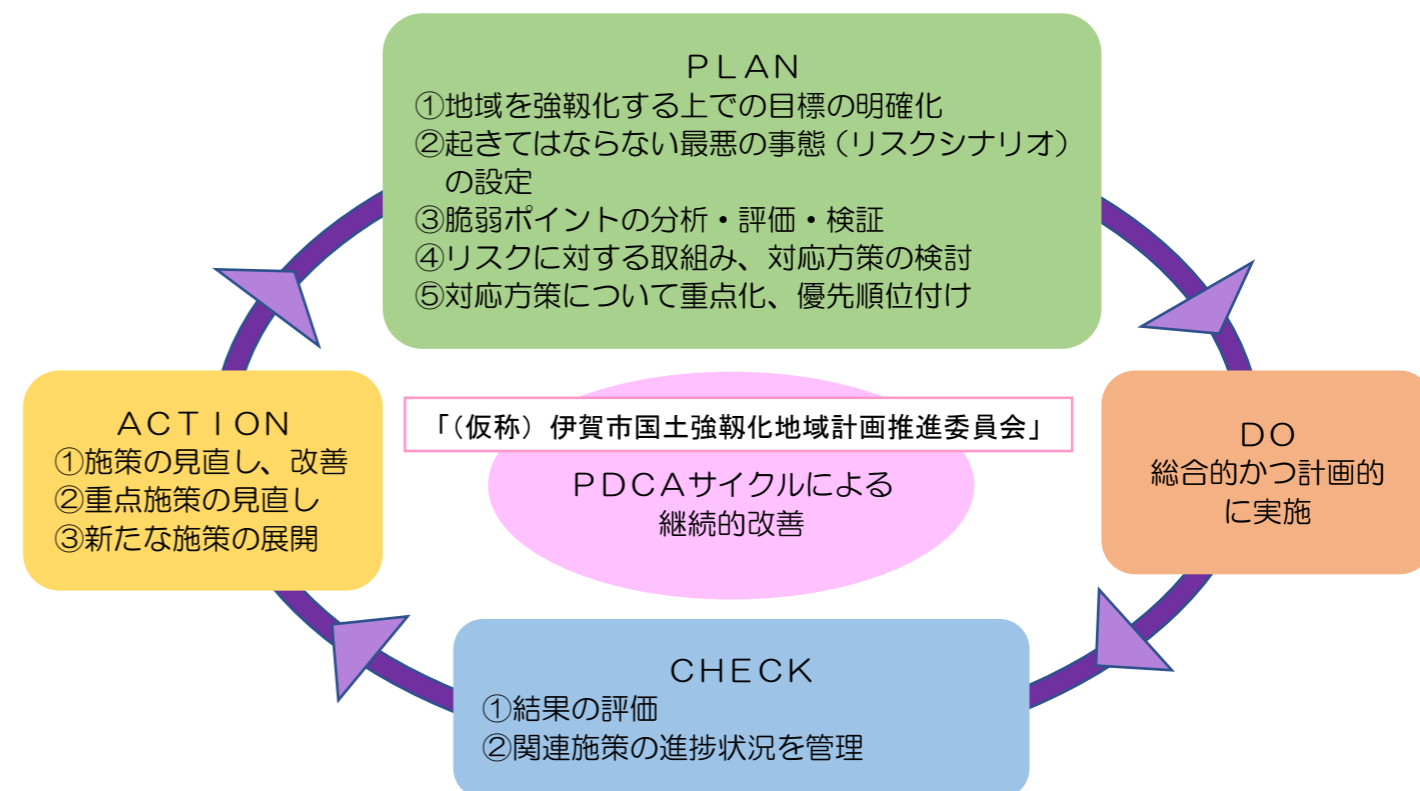 ＰＬＡＮ
①地域を強靱化する上での目標の明確化
②起きてはならない最悪の事態（リスクシナリオ）
の設定
③脆弱ポイントの分析・評価・検証
④リスクに対する取組み、対応方策の検討
⑤対応方策について重点化、優先順位付け
ＤＯ
総合的かつ計画的
に実施
ＣＨＥＣＫ
①結果の評価
②関連施策の進捗状況を管理
ＡＣＴＩＯＮ
①施策の見直し、改善
②重点施策の見直し
③新たな施策の展開
「（仮称）伊賀市国土強靱化地域計画推進委員会」
ＰＤＣＡサイクルによる
継続的改善